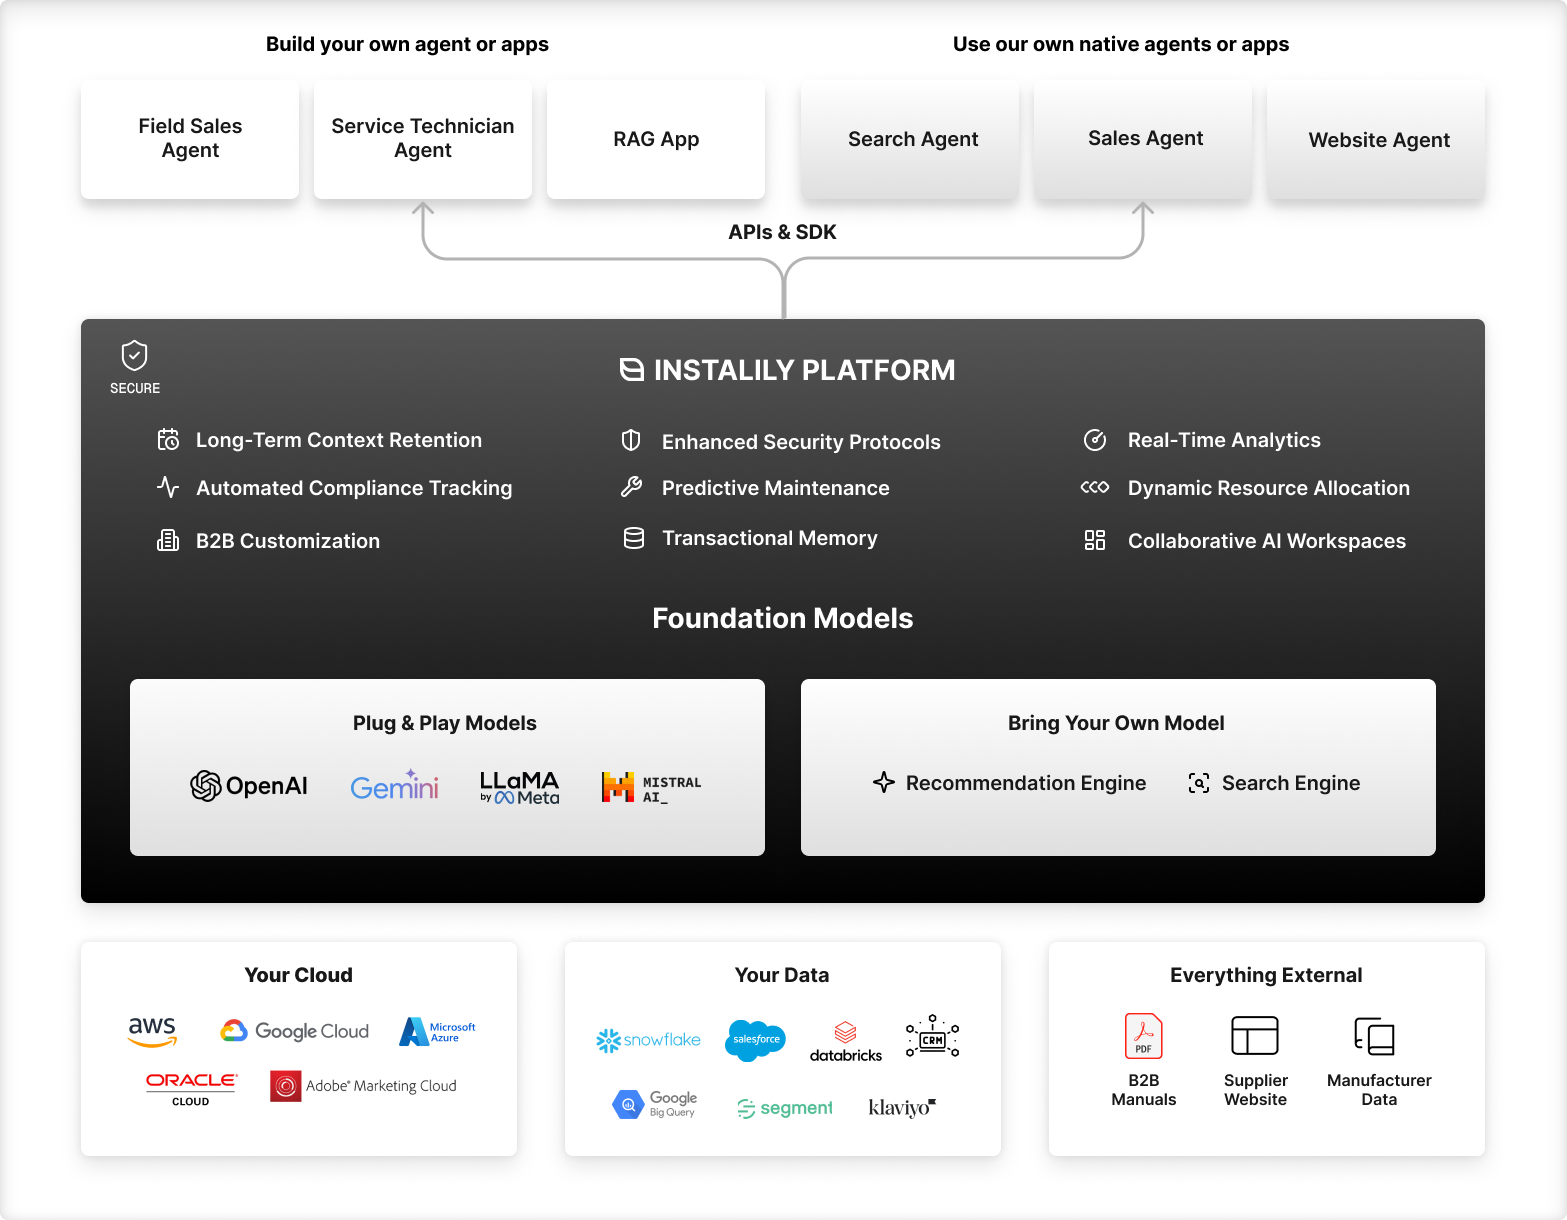 Build your own agent or apps
Use our own native agents or apps
Field Sales
Agent
Service Technician
Agent
RAG App
Search Agent
Sales Agent
Website Agent
APIs & SDK
SECURE
INSTALILY PLATFORM
Long-Term Context Retention
Enhanced Security Protocols
Real-Time Analytics
Automated Compliance Tracking
Predictive Maintenance
Dynamic Resource Allocation
B2B Customization
Transactional Memory
Collaborative AI Workspaces
Foundation Models
Plug & Play Models
OpenAI
Gemini
LLaMA
by Meta
MISTRAL
AI_
Bring Your Own Model
Recommendation Engine
Search Engine
Your Cloud
aws
Google Cloud
Microsoft
Azure
ORACLE
CLOUD
Adobe® Marketing Cloud
Your Data
snowflake
salesforce
databricks
CRM
Google
Big Query
segment
klaviyo
Everything External
PDF
B2B
Manuals
Supplier
Website
Manufacturer
Data